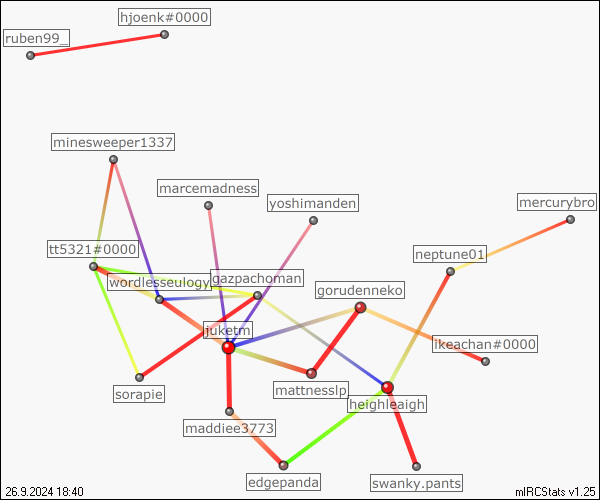 hjoenk#0000
ruben99_
minesweeper1337
marcemadness
yoshimanden
mercurybro
tt5321#0000
neptune01
wordlesseulogy
gazpachoman
gorudenneko
juketm
ikeachan#0000
sorapie
mattnesslp
heighleaigh
maddiee3773
edgepanda
swanky.pants
26.9.2024 18:40
mIRCStats v1.25